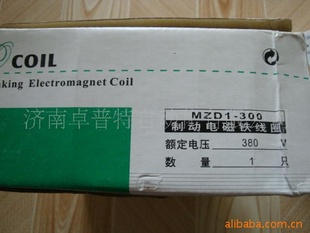 COIL
aking Electromagnet Coil
济南卓普特
MZD1-300
制动电磁铁线圈
额定电压 380 V
数量 1 只
alibaba.com.cn